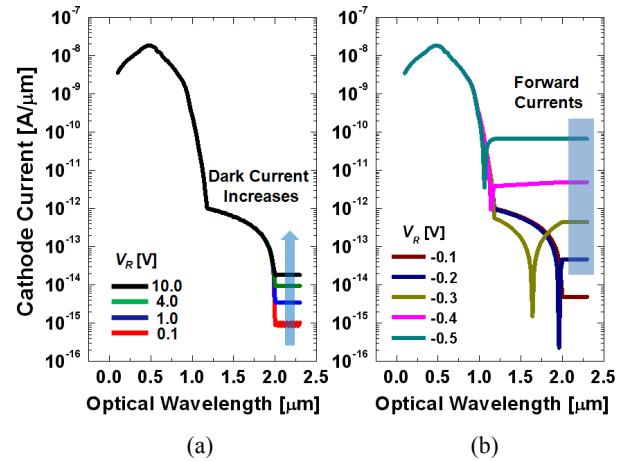 (a)
(b)
Cathode Current [A/μm]
10⁻⁷
10⁻⁸
10⁻⁹
10⁻¹⁰
10⁻¹¹
10⁻¹²
10⁻¹³
10⁻¹⁴
10⁻¹⁵
10⁻¹⁶
Dark Current
Increases
V_R [V]
10.0
4.0
1.0
0.1
0.0 0.5 1.0 1.5 2.0 2.5
Optical Wavelength [μm]
10⁻⁷
10⁻⁸
10⁻⁹
10⁻¹⁰
10⁻¹¹
10⁻¹²
10⁻¹³
10⁻¹⁴
10⁻¹⁵
10⁻¹⁶
Forward
Currents
V_R [V]
-0.1
-0.2
-0.3
-0.4
-0.5
0.0 0.5 1.0 1.5 2.0 2.5
Optical Wavelength [μm]
(a)
(b)